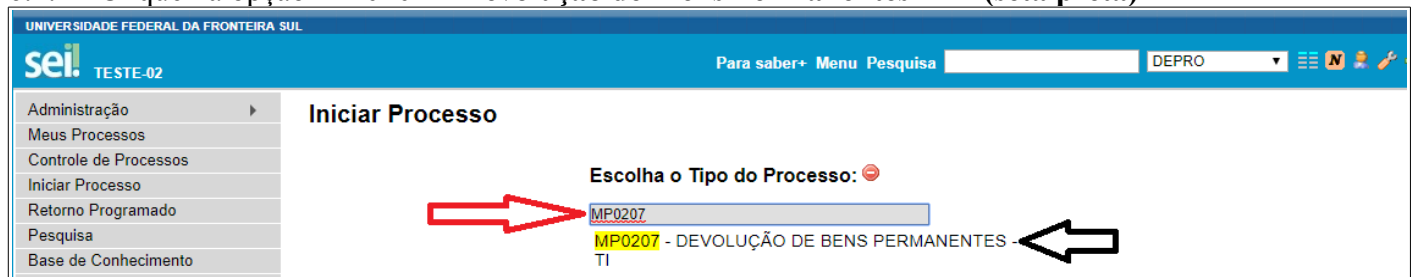 UNIVERSIDADE FEDERAL DA FRONTEIRA SUL
sei! TESTE-02
Para saber+ Menu Pesquisa DEPRO N
Administração
Meus Processos
Controle de Processos
Iniciar Processo
Retorno Programado
Pesquisa
Base de Conhecimento
Iniciar Processo
Escolha o Tipo do Processo:
MP0207
MP0207 - DEVOLUÇÃO DE BENS PERMANENTES -
TI